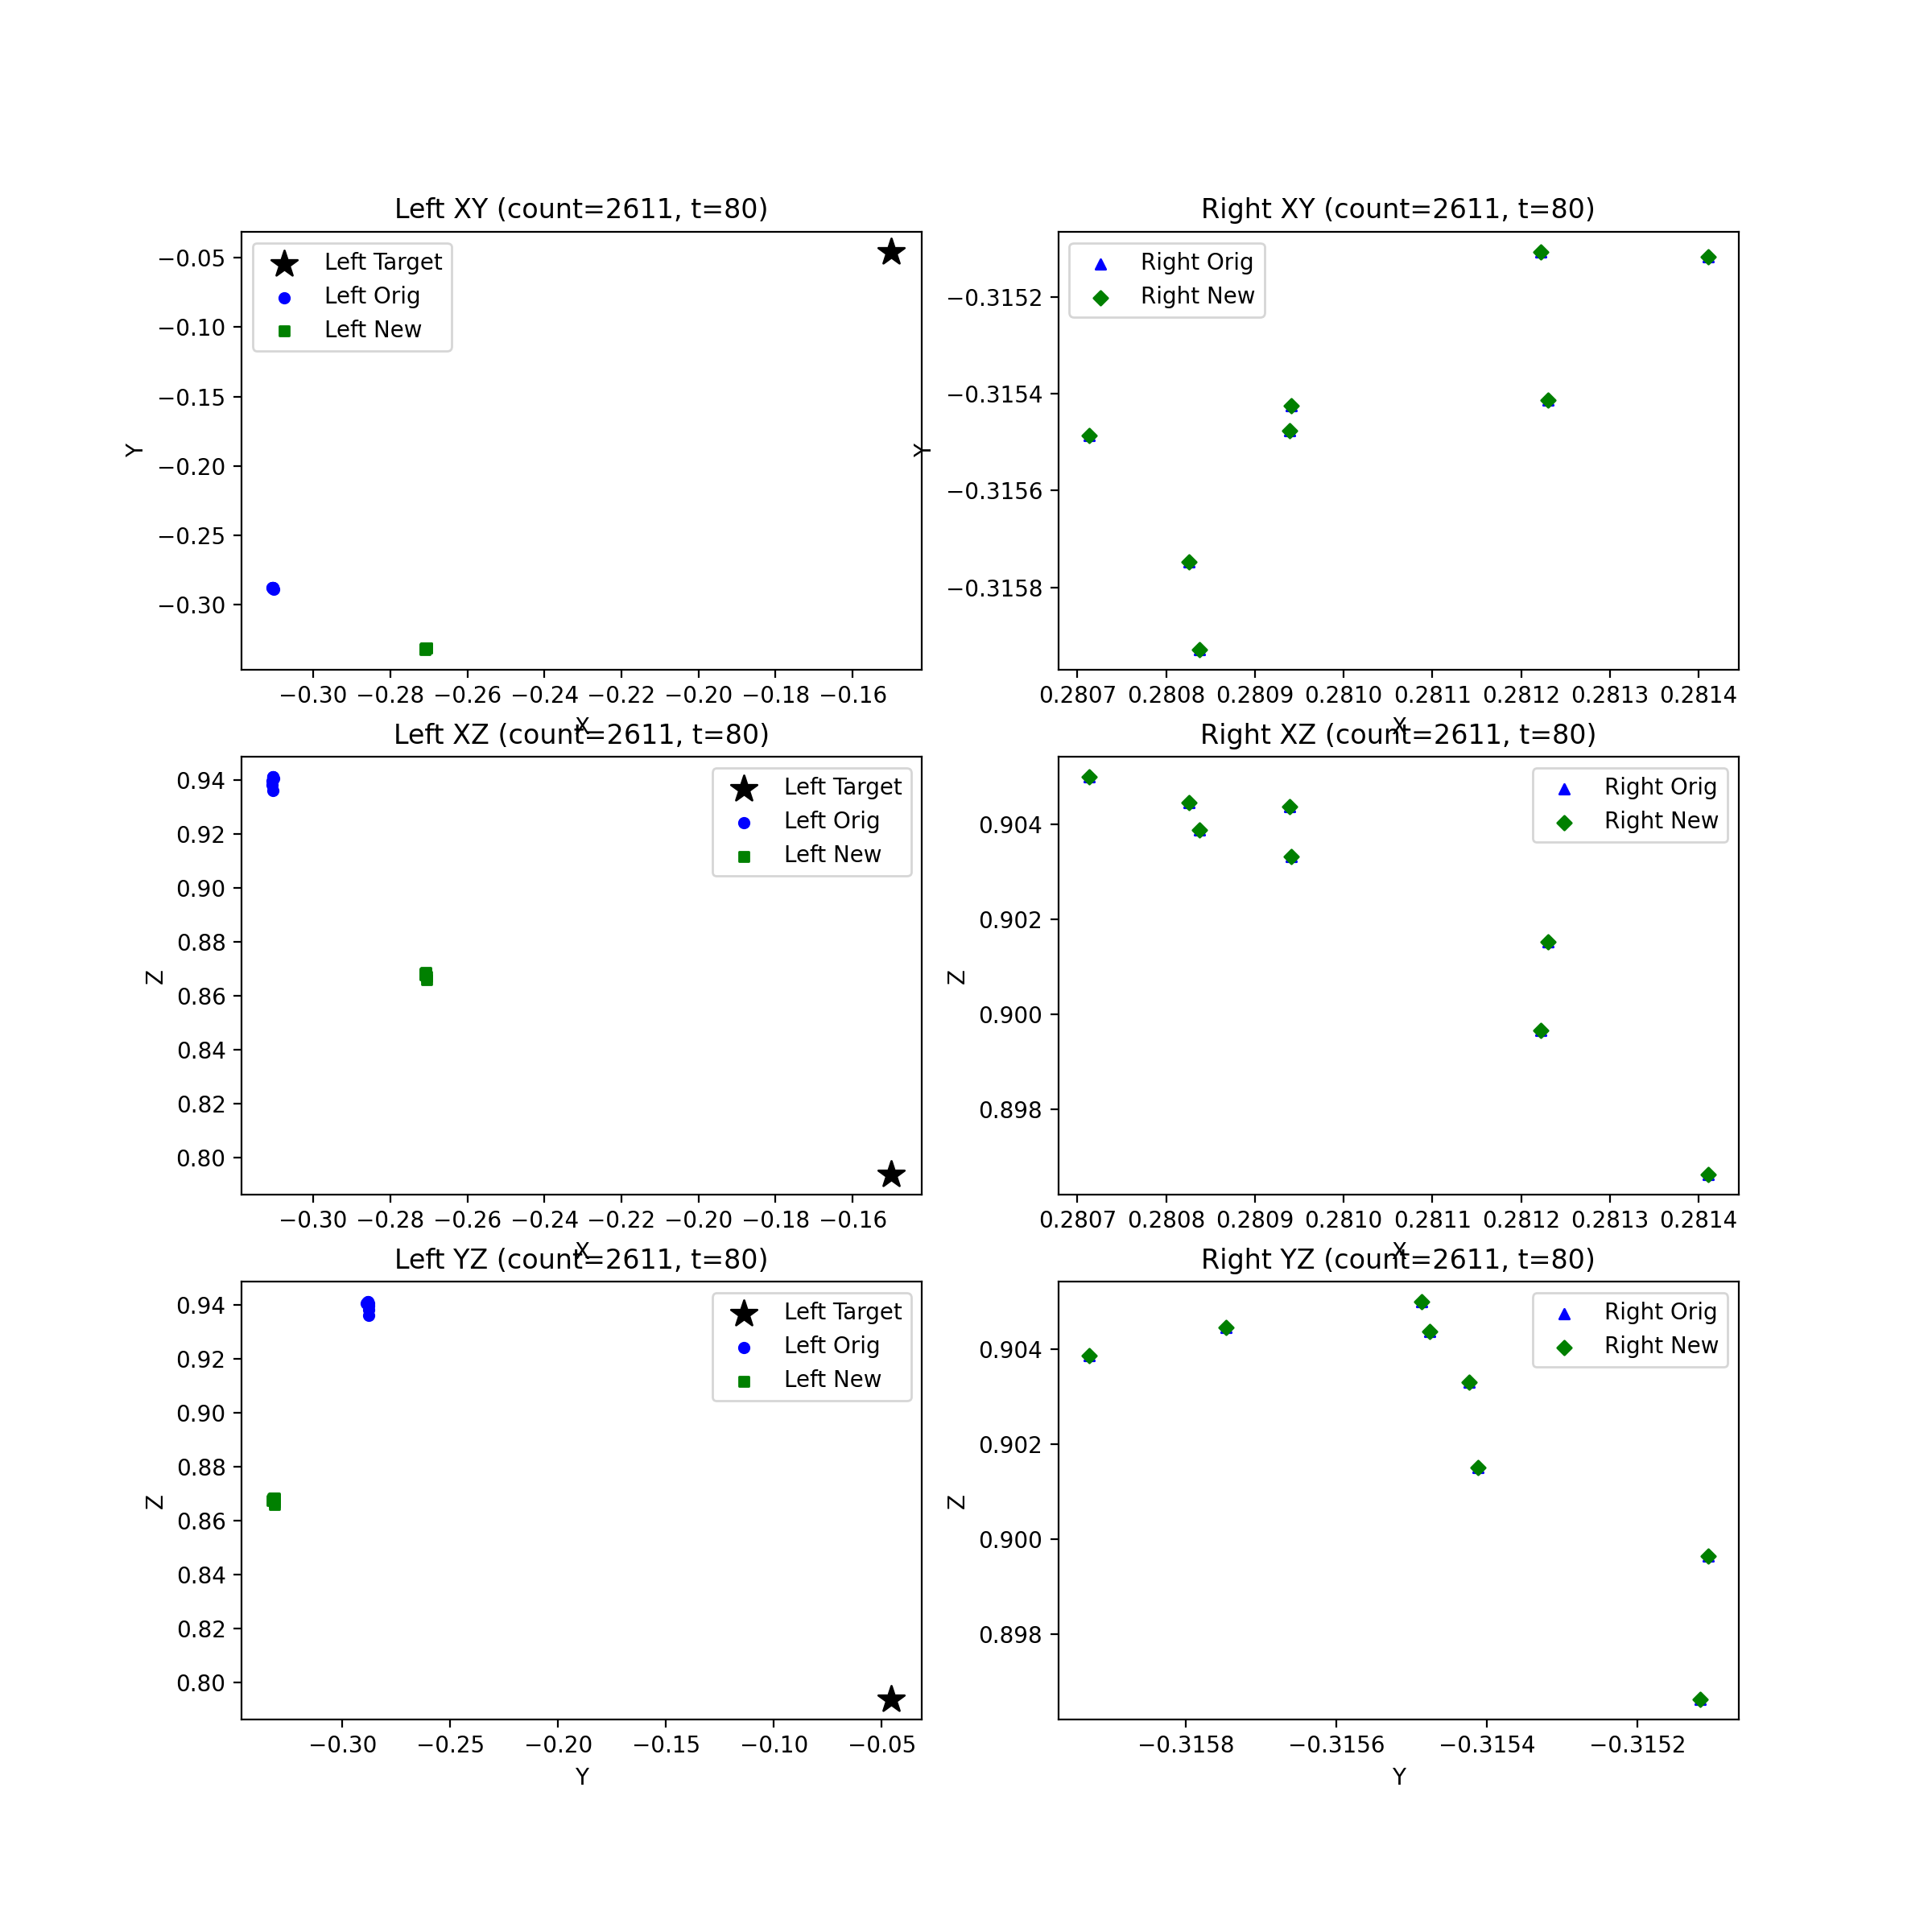 Left XY (count=2611, t=80)
Left Target
Left Orig
Left New
−0.05
−0.10
−0.15
−0.20
−0.25
−0.30
Y
−0.30 −0.28 −0.26 −0.24 −0.22 −0.20 −0.18 −0.16
X
Right XY (count=2611, t=80)
Right Orig
Right New
−0.3152
−0.3154
−0.3156
−0.3158
Y
0.2807 0.2808 0.2809 0.2810 0.2811 0.2812 0.2813 0.2814
X
Left XZ (count=2611, t=80)
Left Target
Left Orig
Left New
0.94
0.92
0.90
0.88
0.86
0.84
0.82
0.80
Z
−0.30 −0.28 −0.26 −0.24 −0.22 −0.20 −0.18 −0.16
X
Right XZ (count=2611, t=80)
Right Orig
Right New
0.904
0.902
0.900
0.898
Z
0.2807 0.2808 0.2809 0.2810 0.2811 0.2812 0.2813 0.2814
X
Left YZ (count=2611, t=80)
Left Target
Left Orig
Left New
0.94
0.92
0.90
0.88
0.86
0.84
0.82
0.80
Z
−0.30 −0.25 −0.20 −0.15 −0.10 −0.05
Y
Right YZ (count=2611, t=80)
Right Orig
Right New
0.904
0.902
0.900
0.898
Z
−0.3158 −0.3156 −0.3154 −0.3152
Y